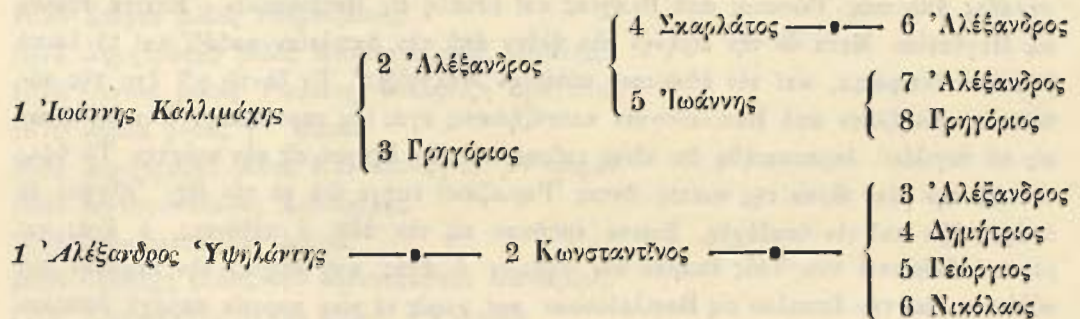 4 Σκαρλάτος 6 Ἀλέξανδρος
2 Ἀλέξανδρος
5 Ἰωάννης 7 Ἀλέξανδρος
1 Ἰωάννης Καλλιμάχης 8 Γρηγόριος
3 Γρηγόριος
3 Ἀλέξανδρος
4 Δημήτριος
1 Ἀλέξανδρος Ὑψηλάντης 2 Κωνσταντῖνος
5 Γεώργιος
6 Νικόλαος